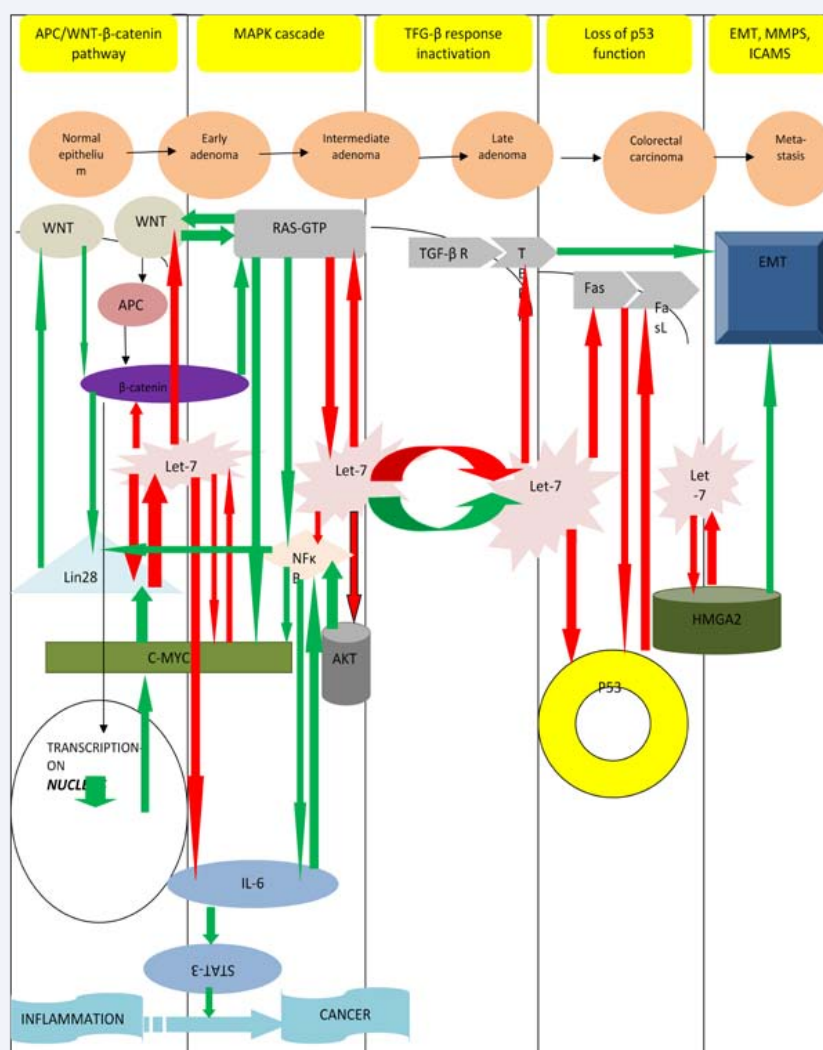 APC/WNT-β-catenin
pathway
MAPK cascade
TFG-β response
inactivation
Loss of p53
function
EMT, MMPS,
ICAMS
Normal
epitheliu
m
Early
adenoma
Intermediate
adenoma
Late
adenoma
Colorectal
carcinoma
Meta-
stasis
WNT
WNT
RAS-GTP
TGF-β R
EMT
Fas
Fa
sL
APC
β-catenin
Let-7
Let-7
Let-7
Let
-7
Lin28
NFκ
B
HMGA2
C-MYC
AKT
P53
TRANSCRIPTION-
ON
IL-6
STAT-3
INFLAMMATION
CANCER